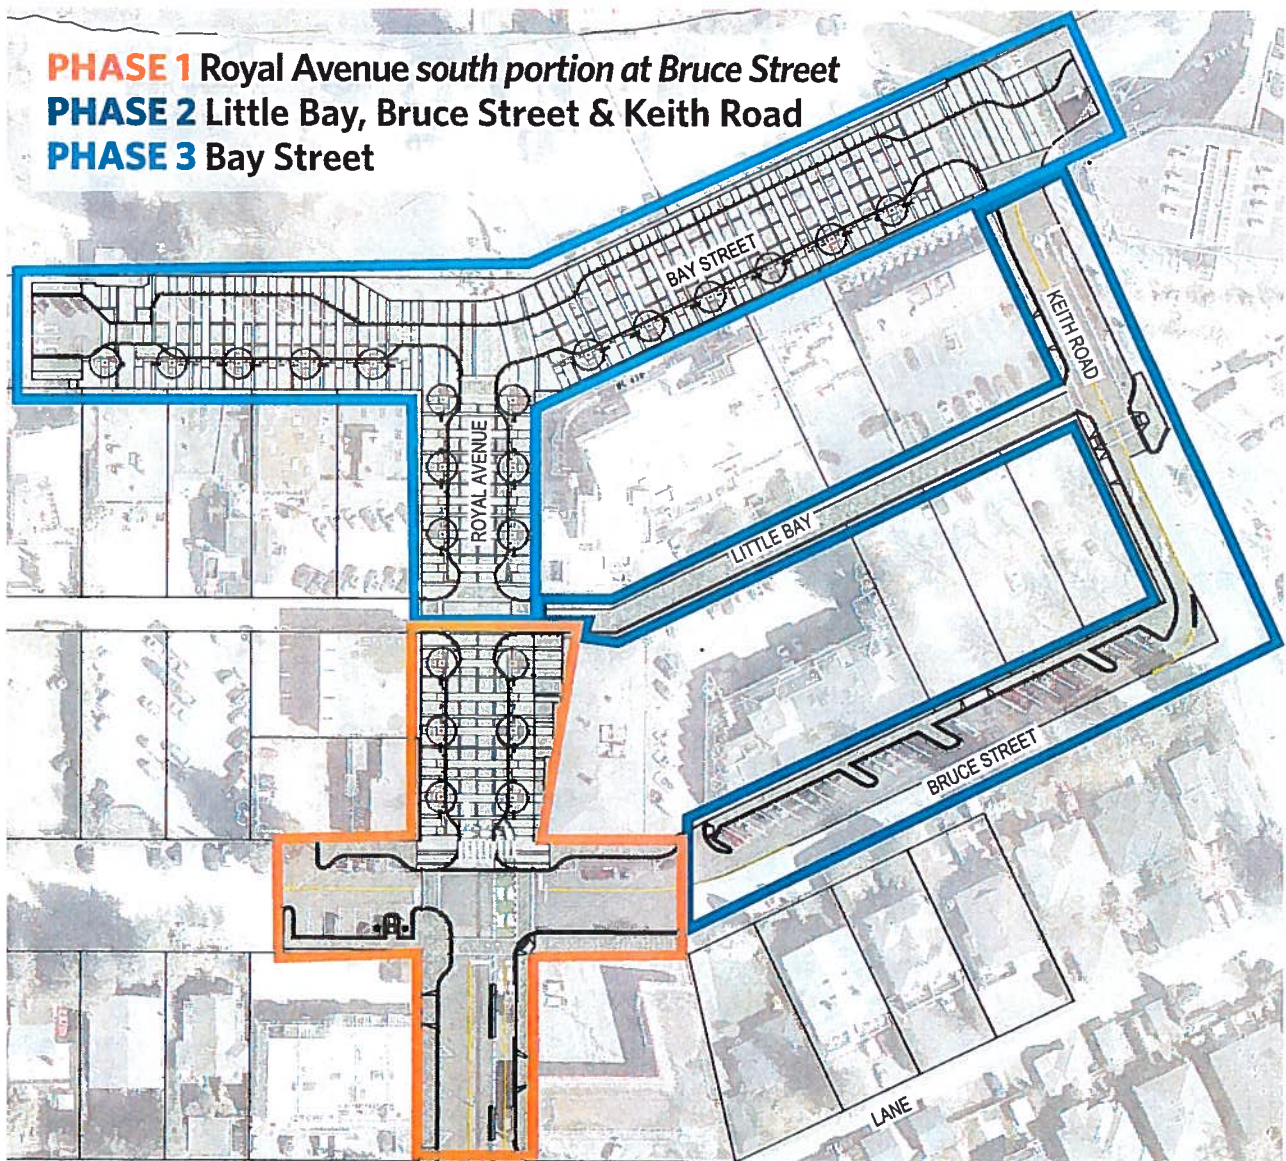 PHASE 1 Royal Avenue south portion at Bruce Street
PHASE 2 Little Bay, Bruce Street & Keith Road
PHASE 3 Bay Street
BAY STREET
KEITH ROAD
ROYAL AVENUE
LITTLE BAY
BRUCE STREET
LANE